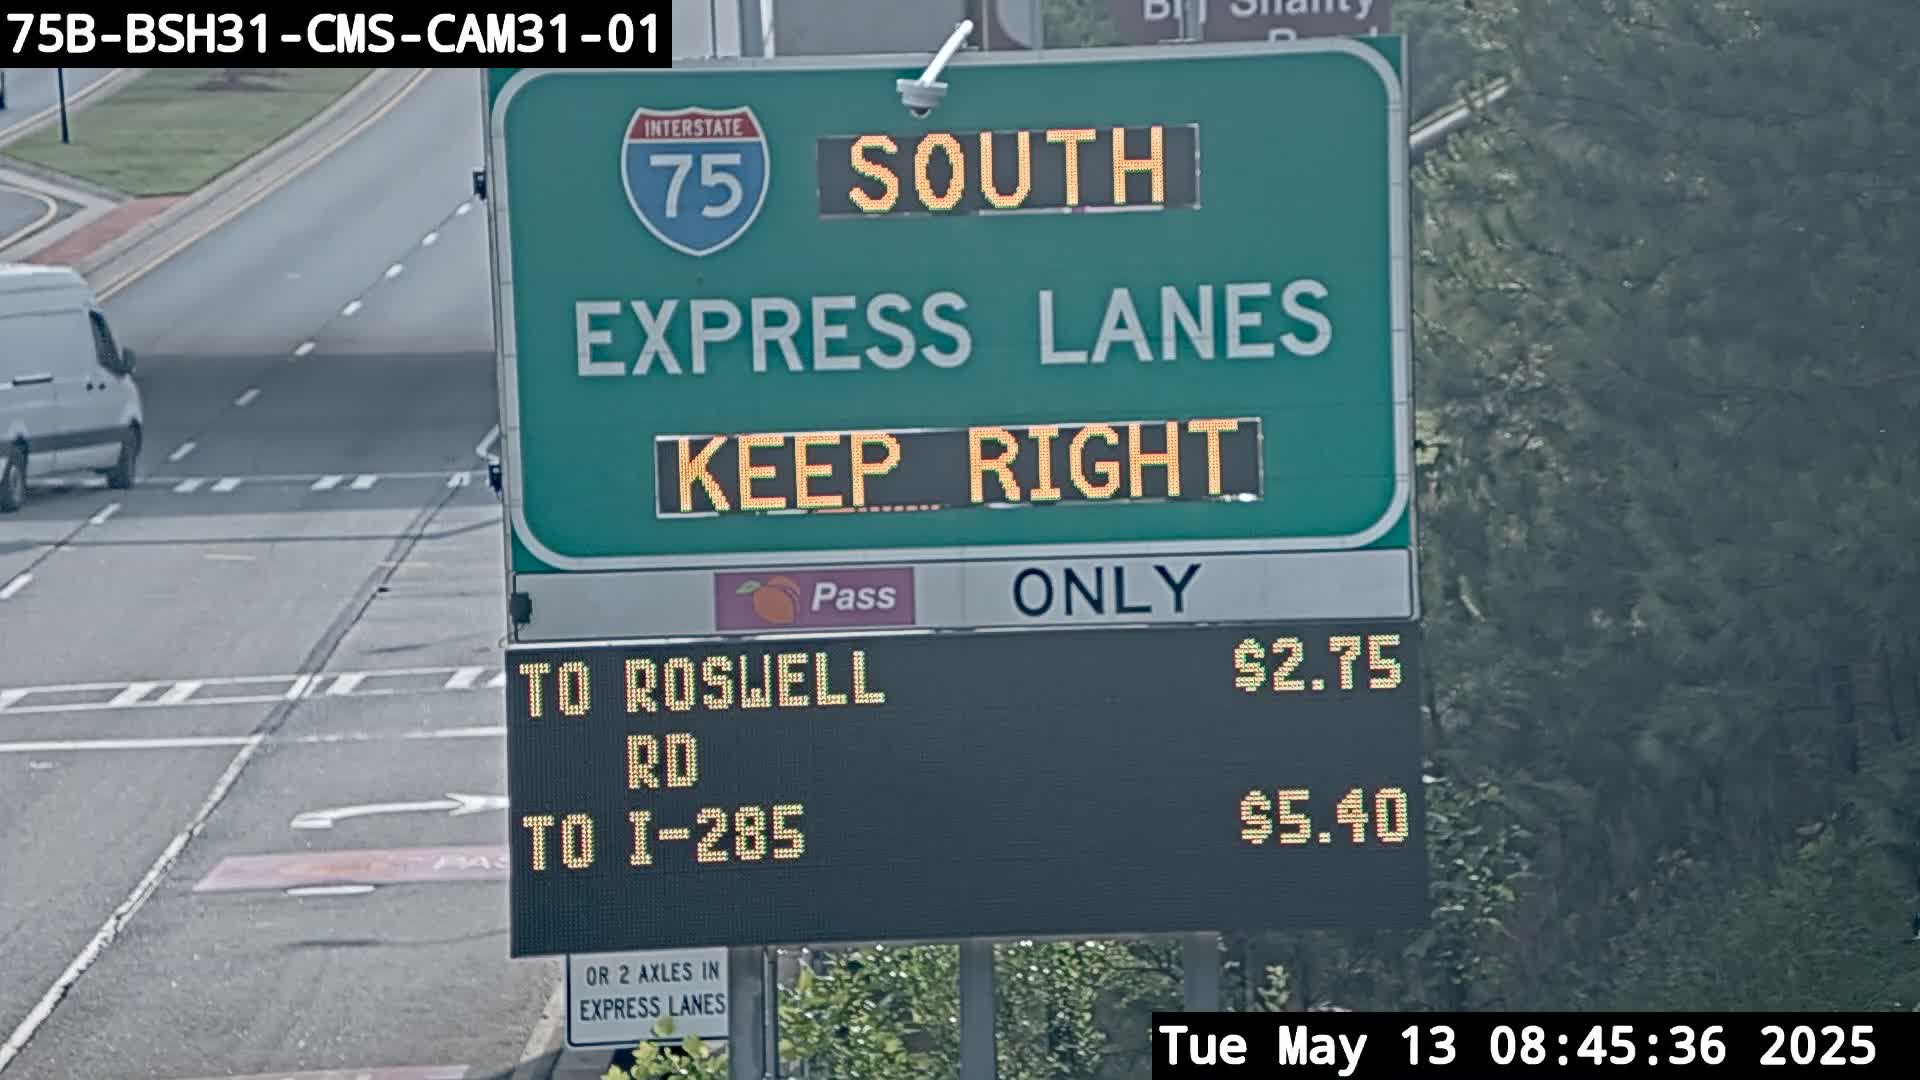 75B-BSH31-CMS-CAM31-01
Shanty
INTERSTATE
75
SOUTH
EXPRESS LANES
KEEP RIGHT
Pass ONLY
TO ROSWELL $2.75
RD
TO I-285 $5.40
OR 2 AXLES IN
EXPRESS LANES
Tue May 13 08:45:36 2025